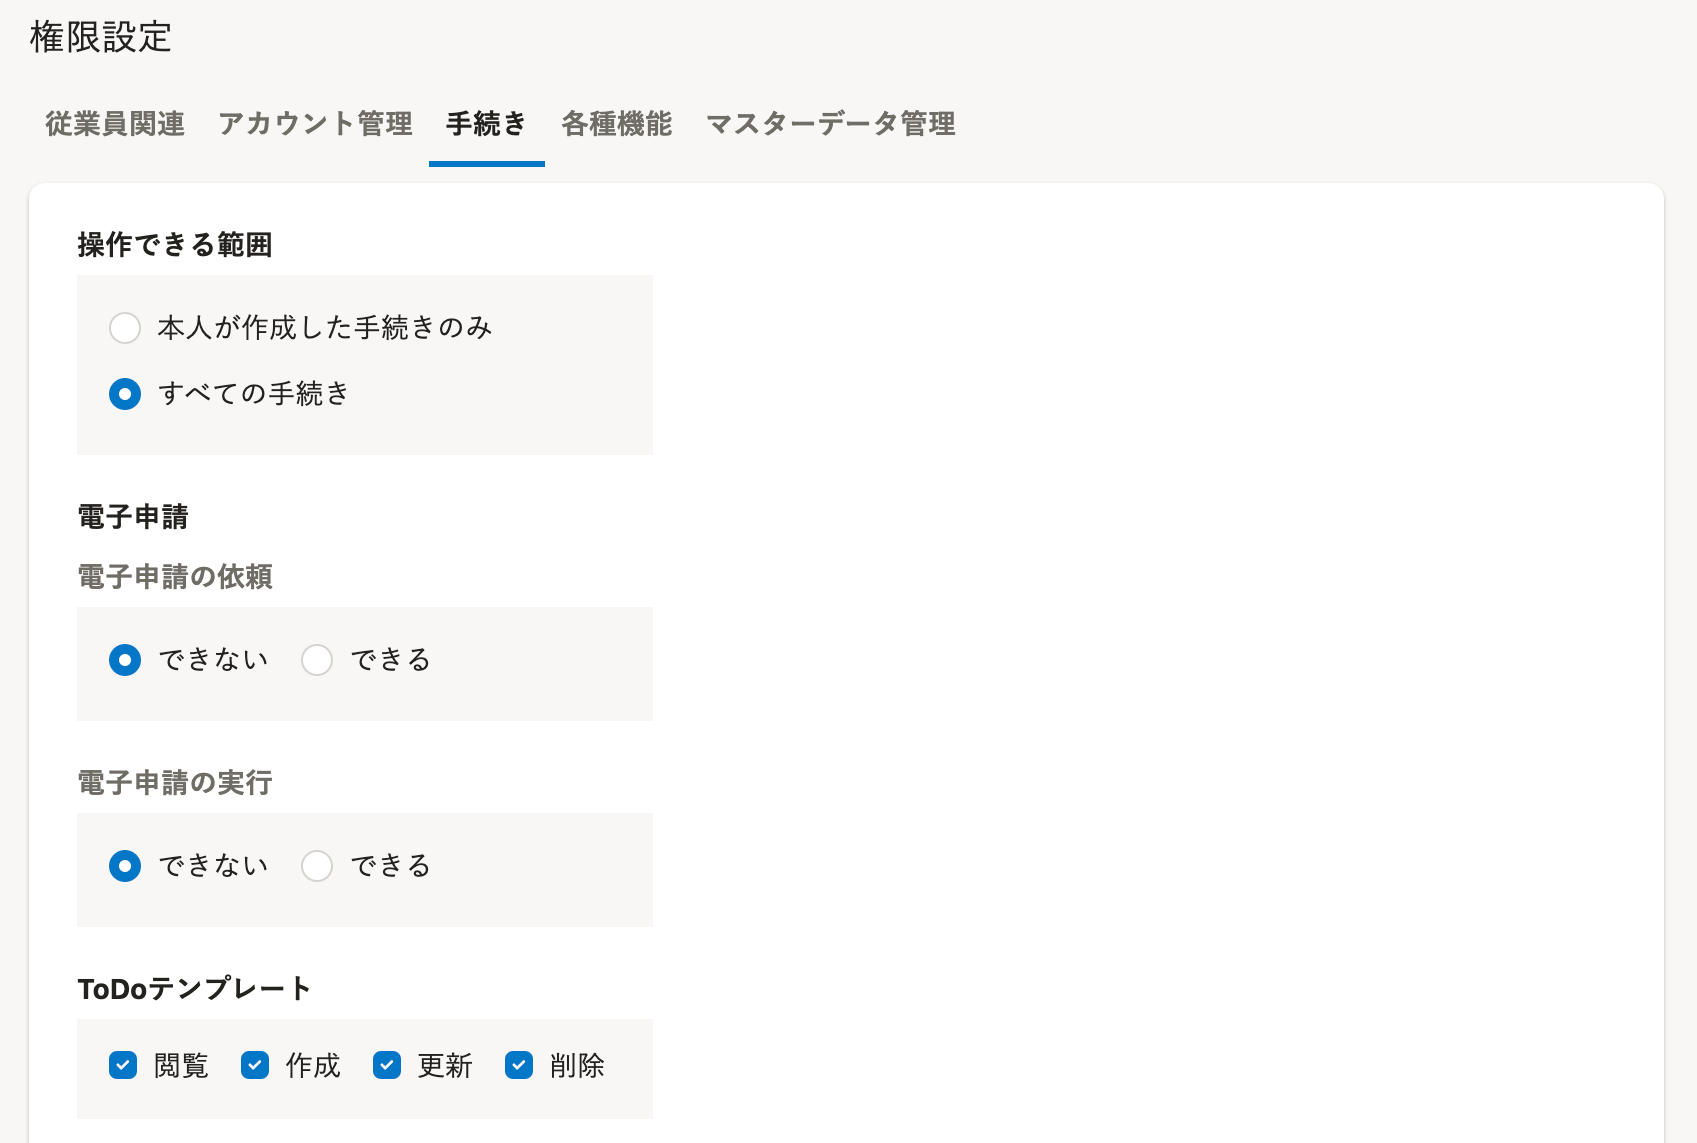 権限設定
従業員関連 アカウント管理 手続き 各種機能 マスターデータ管理
操作できる範囲
本人が作成した手続きのみ
すべての手続き
電子申請
電子申請の依頼
できない できる
電子申請の実行
できない できる
ToDoテンプレート
閲覧 作成 更新 削除